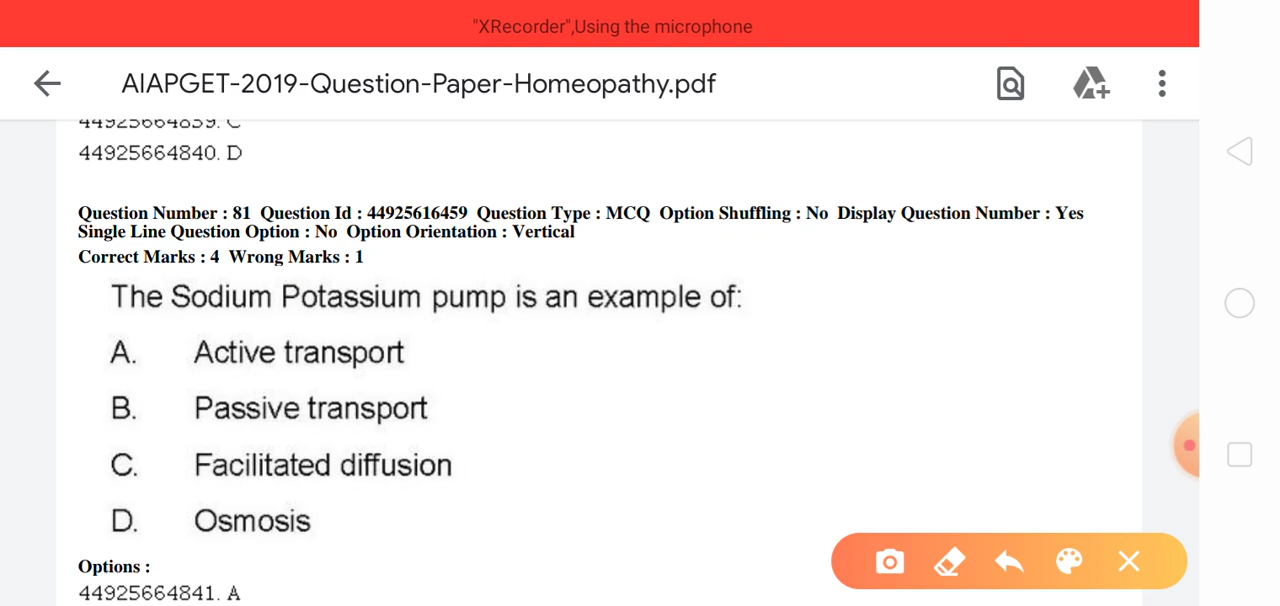 "XRecorder",Using the microphone
AIAPGET-2019-Question-Paper-Homeopathy.pdf
44925664839. C
44925664840. D
Question Number : 81 Question Id : 44925616459 Question Type : MCQ Option Shuffling : No Display Question Number : Yes
Single Line Question Option : No Option Orientation : Vertical
Correct Marks : 4 Wrong Marks : 1
The Sodium Potassium pump is an example of:
A. Active transport
B. Passive transport
C. Facilitated diffusion
D. Osmosis
Options :
44925664841. A